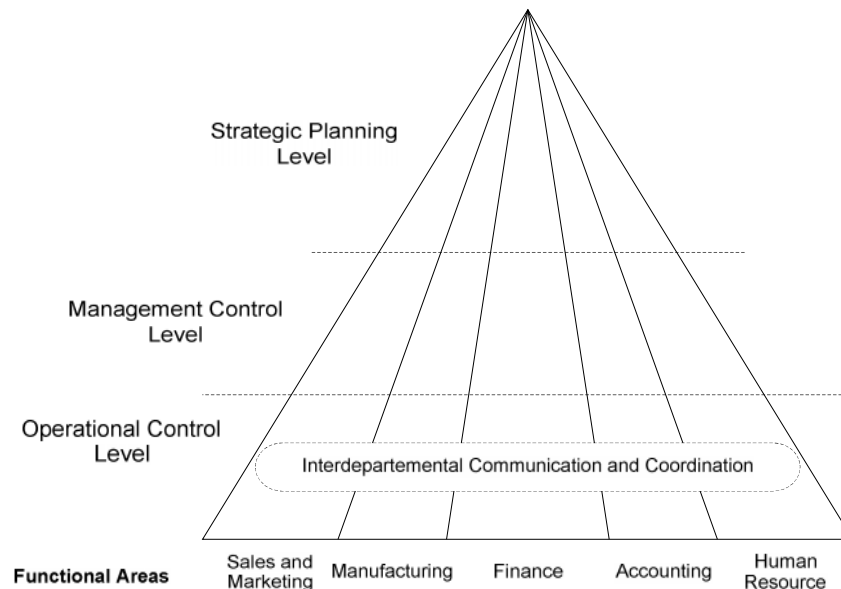 Strategic Planning
Level
Management Control
Level
Operational Control
Level
Interdepartemental Communication and Coordination
Functional Areas
Sales and
Marketing
Manufacturing
Finance
Accounting
Human
Resource